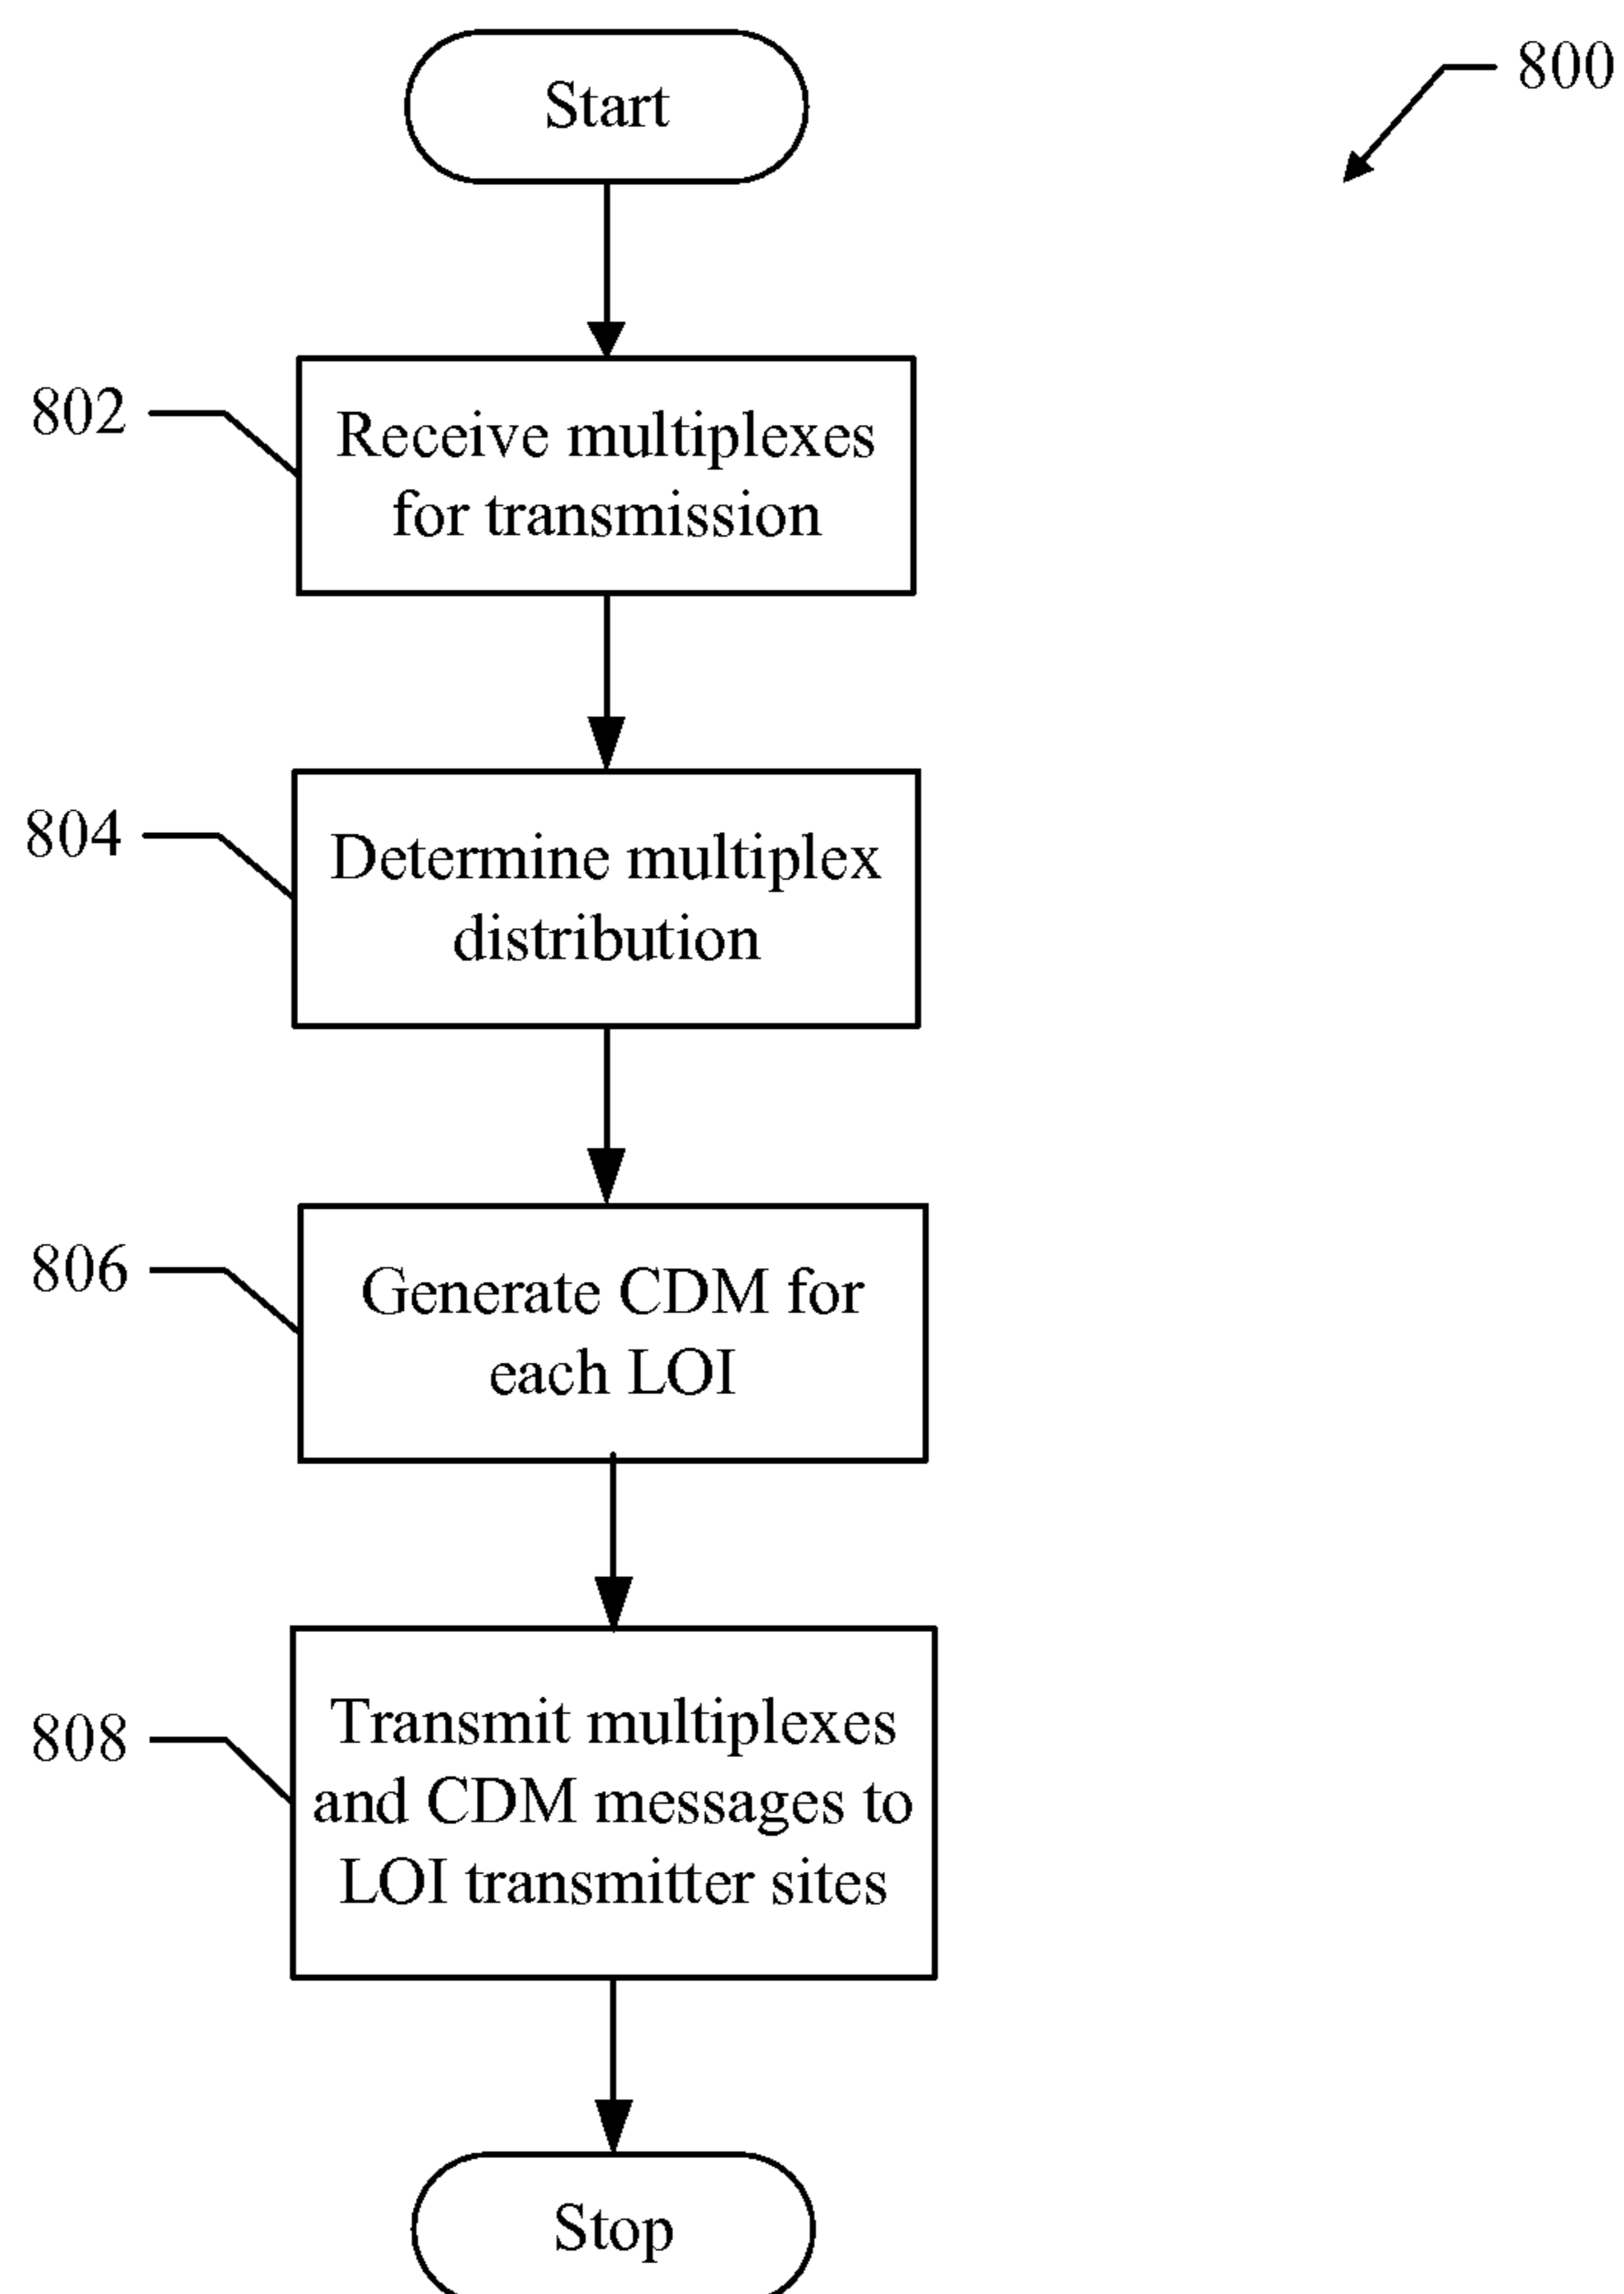 Start
800
802
Receive multiplexes
for transmission
804
Determine multiplex
distribution
806
Generate CDM for
each LOI
808
Transmit multiplexes
and CDM messages to
LOI transmitter sites
Stop